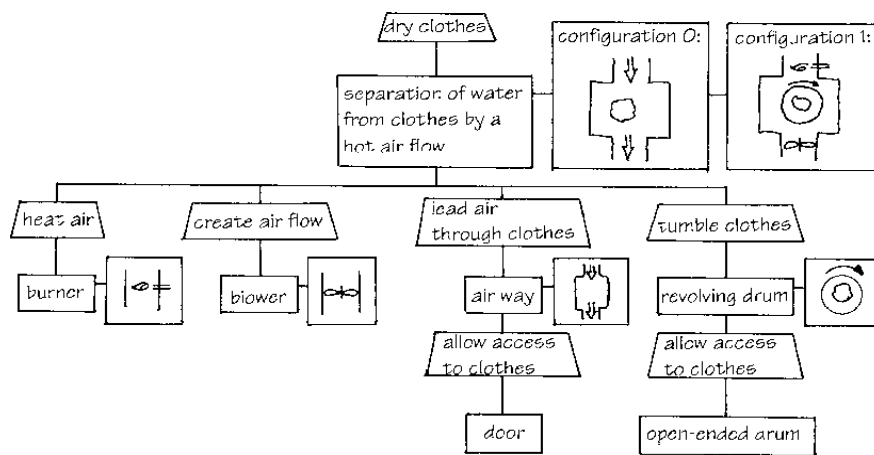 dry clothes
configuration 0:
configuration 1:
separation of water
from clothes by a
hot air flow
heat air
create air flow
lead air
through clothes
tumble clothes
burner
blower
air way
revolving drum
allow access
to clothes
allow access
to clothes
door
open-ended drum